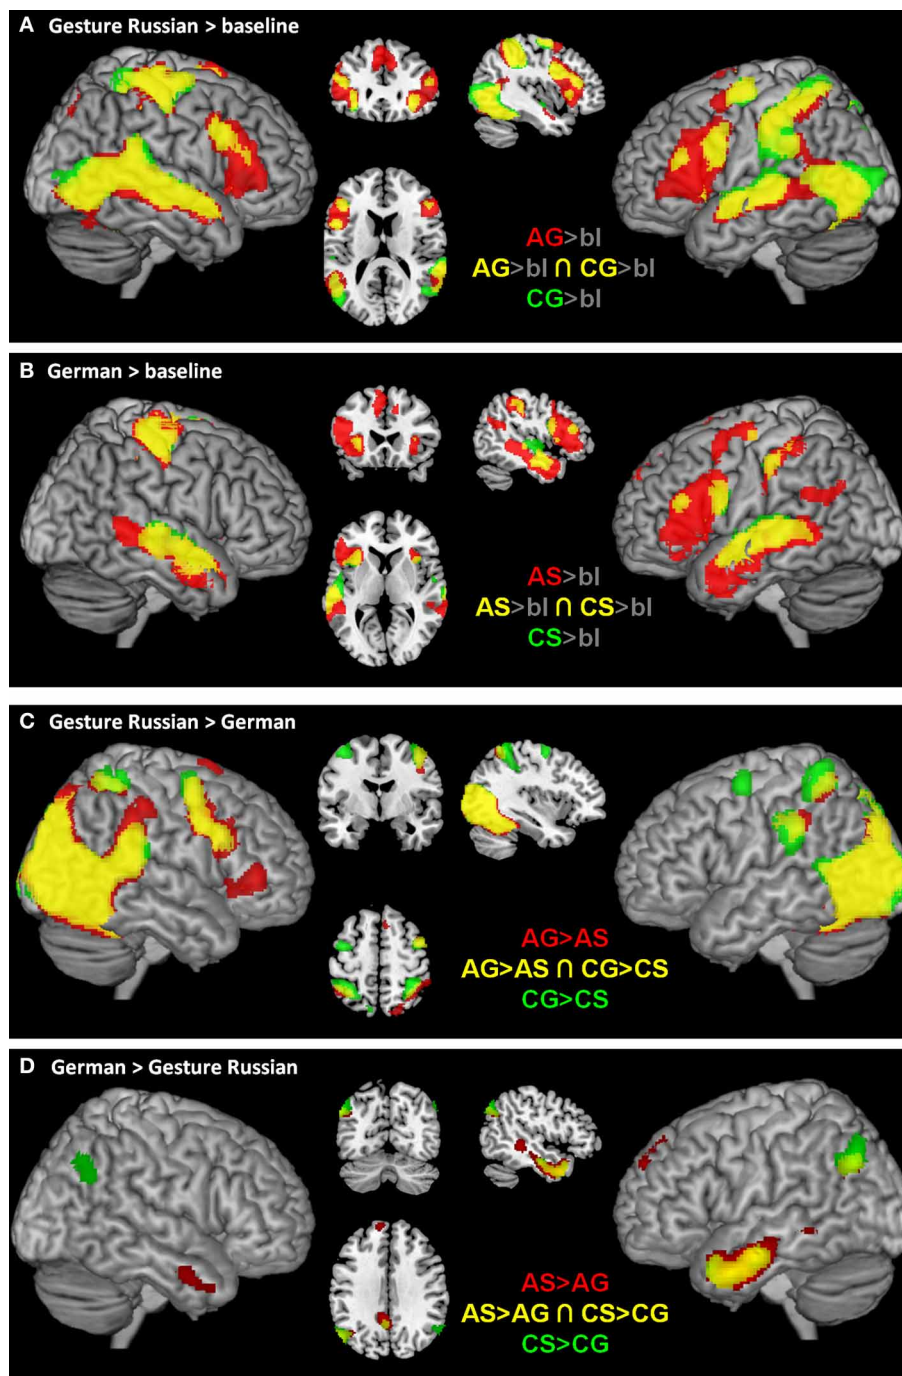 A Gesture Russian > baseline
AG>bl
AG>bl ∩ CG>bl
CG>bl
B German > baseline
AS>bl
AS>bl ∩ CS>bl
CS>bl
C Gesture Russian > German
AG>AS
AG>AS ∩ CG>CS
CG>CS
D German > Gesture Russian
AS>AG
AS>AG ∩ CS>CG
CS>CG